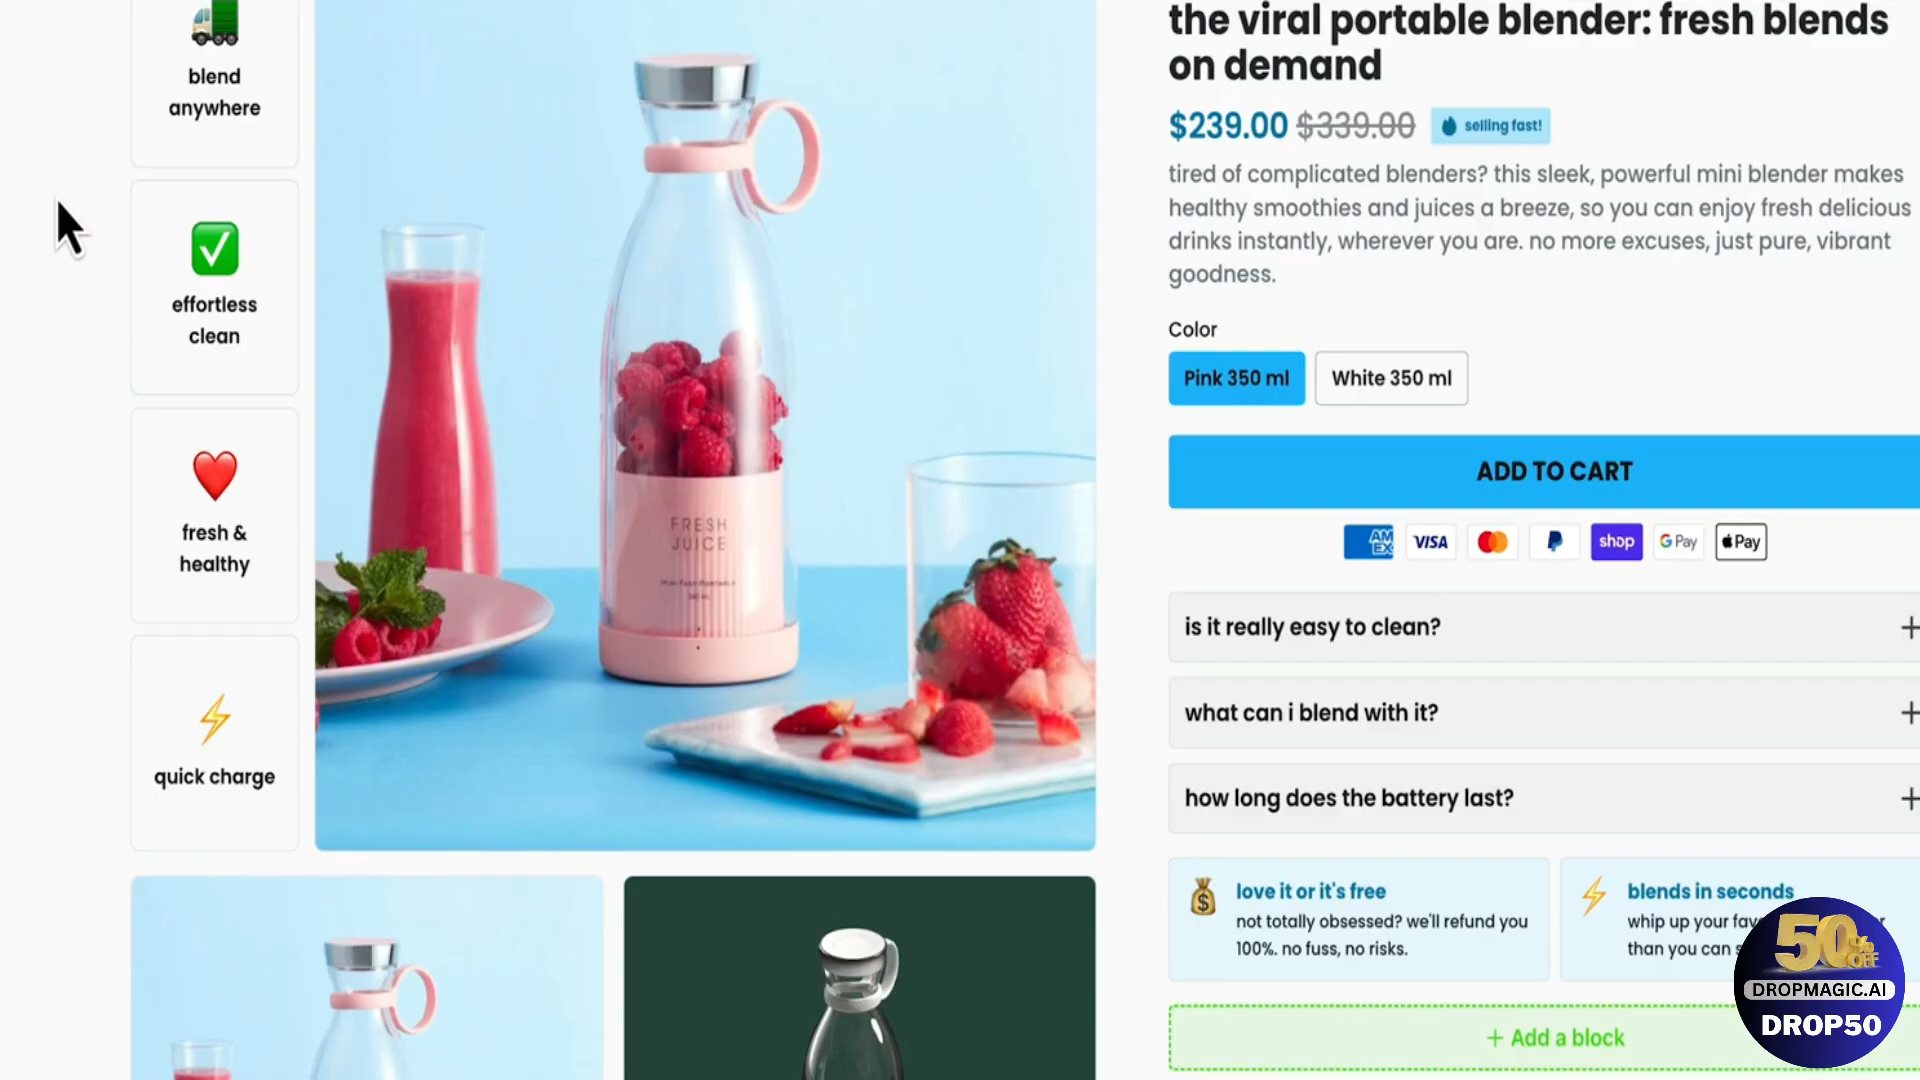 blend
anywhere
effortless
clean
fresh &
healthy
quick charge
FRESH
JUICE
the viral portable blender: fresh blends
on demand
$239.00 $339.00 selling fast!
tired of complicated blenders? this sleek, powerful mini blender makes
healthy smoothies and juices a breeze, so you can enjoy fresh delicious
drinks instantly, wherever you are. no more excuses, just pure, vibrant
goodness.
Color
Pink 350 ml White 350 ml
ADD TO CART
AM EX VISA shop G Pay Pay
is it really easy to clean?
what can i blend with it?
how long does the battery last?
love it or it's free
not totally obsessed? we'll refund you
100%. no fuss, no risks.
blends in seconds
whip up your
than you can
+ Add a block
50% OFF
DROPMAGIC.AI
DROP50